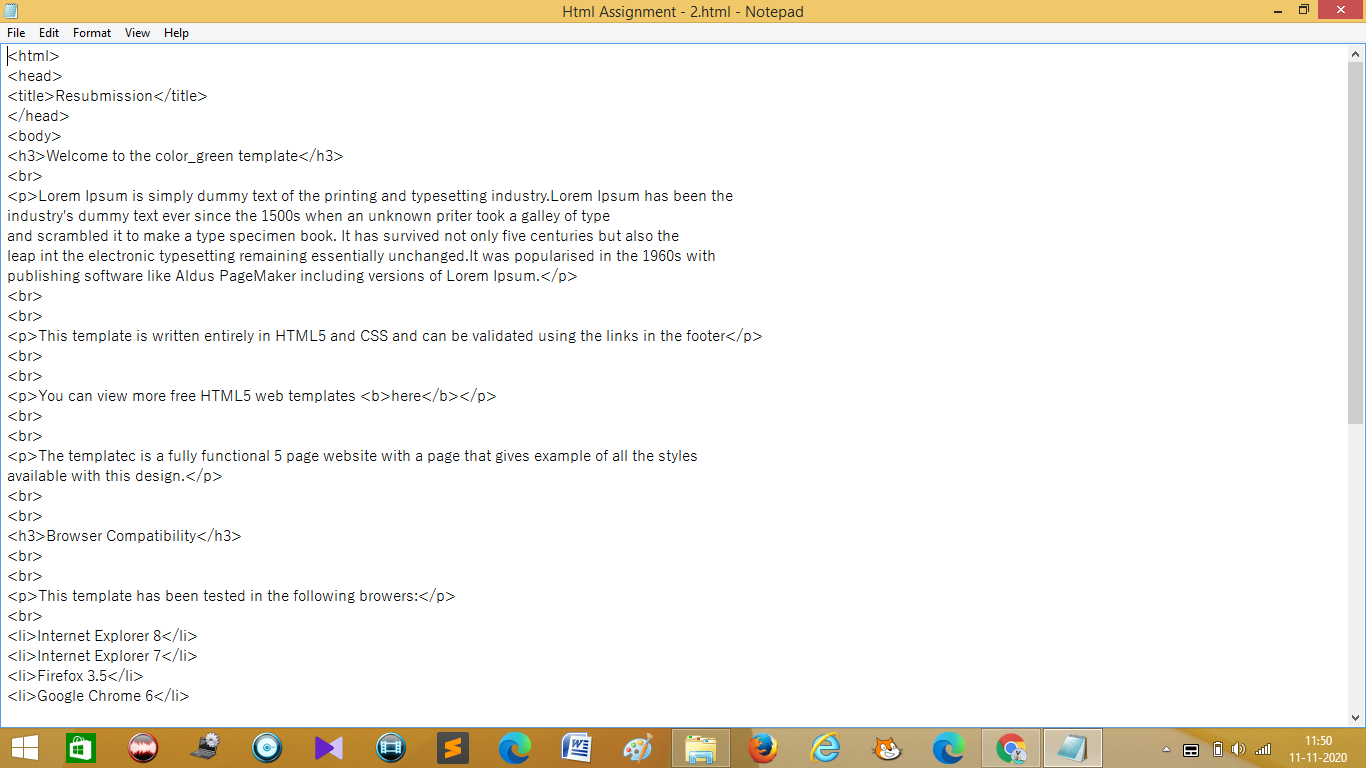 Html Assignment - 2.html - Notepad
File Edit Format View Help
<html>
<head>
<title>Resubmission</title>
</head>
<body>
<h3>Welcome to the color_green template</h3>
<br>
<p>Lorem Ipsum is simply dummy text of the printing and typesetting industry.Lorem Ipsum has been the
industry's dummy text ever since the 1500s when an unknown priter took a galley of type
and scrambled it to make a type specimen book. It has survived not only five centuries but also the
leap int the electronic typesetting remaining essentially unchanged.It was popularised in the 1960s with
publishing software like Aldus PageMaker including versions of Lorem Ipsum.</p>
<br>
<br>
<p>This template is written entirely in HTML5 and CSS and can be validated using the links in the footer</p>
<br>
<br>
<p>You can view more free HTML5 web templates <b>here</b></p>
<br>
<br>
<p>The templatec is a fully functional 5 page website with a page that gives example of all the styles
available with this design.</p>
<br>
<br>
<h3>Browser Compatibility</h3>
<br>
<br>
<p>This template has been tested in the following browers:</p>
<br>
<li>Internet Explorer 8</li>
<li>Internet Explorer 7</li>
<li>Firefox 3.5</li>
<li>Google Chrome 6</li>
11:50
11-11-2020